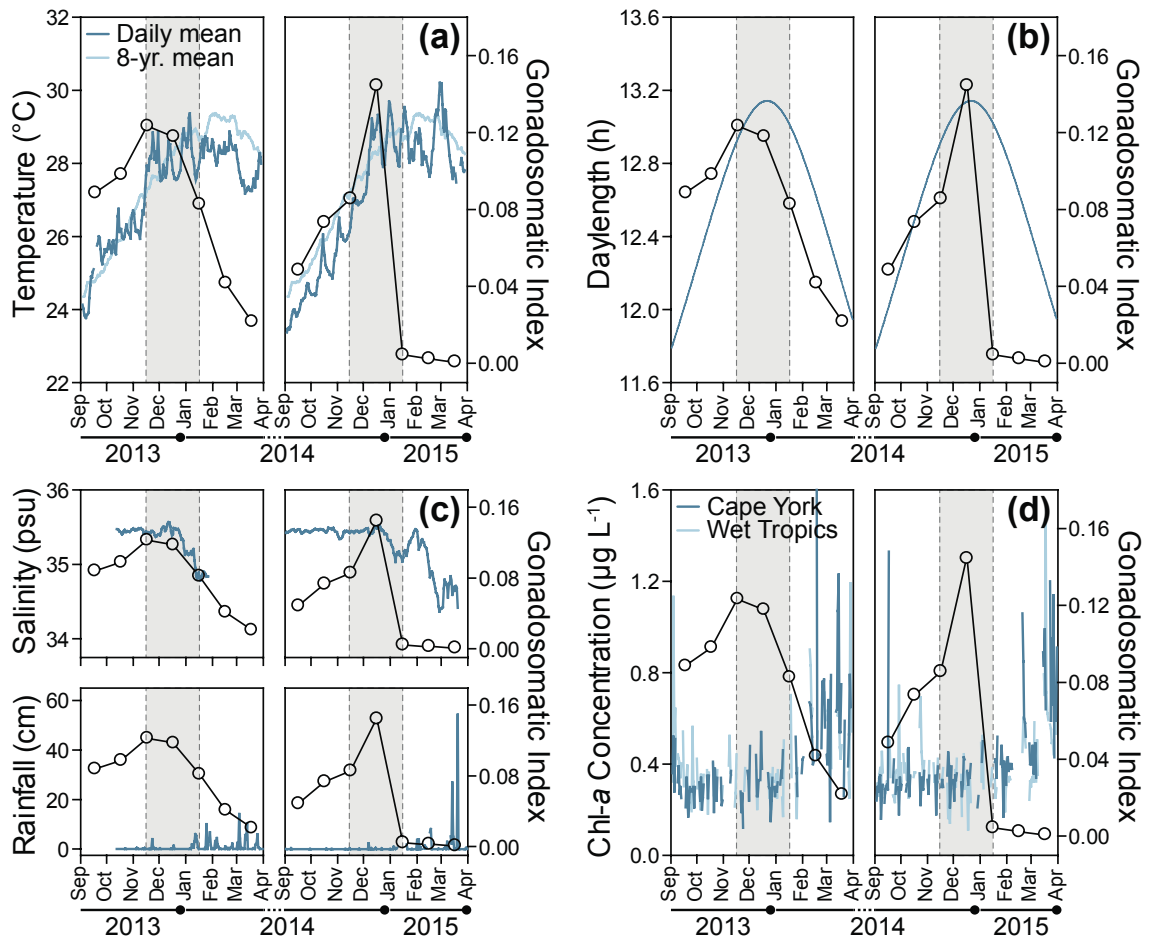 32
30
28
26
24
22
Temperature (°C)
Daily mean
8-yr. mean
(a)
0.16
0.12
0.08
0.04
0.00
Gonadosomatic Index
Sep
Oct
Nov
Dec
Jan
Feb
Mar
Apr
Sep
Oct
Nov
Dec
Jan
Feb
Mar
Apr
2013
2014
2015
13.6
13.2
12.8
12.4
12.0
11.6
Daylength (h)
(b)
0.16
0.12
0.08
0.04
0.00
Gonadosomatic Index
Sep
Oct
Nov
Dec
Jan
Feb
Mar
Apr
Sep
Oct
Nov
Dec
Jan
Feb
Mar
Apr
2013
2014
2015
36
35
34
Salinity (psu)
(c)
0.16
0.08
0.00
60
40
20
0
Rainfall (cm)
0.16
0.08
0.00
Gonadosomatic Index
Sep
Oct
Nov
Dec
Jan
Feb
Mar
Apr
Sep
Oct
Nov
Dec
Jan
Feb
Mar
Apr
2013
2014
2015
1.6
1.2
0.8
0.4
0.0
Chl-a Concentration (µg L⁻¹)
Cape York
Wet Tropics
(d)
0.16
0.12
0.08
0.04
0.00
Gonadosomatic Index
Sep
Oct
Nov
Dec
Jan
Feb
Mar
Apr
Sep
Oct
Nov
Dec
Jan
Feb
Mar
Apr
2013
2014
2015